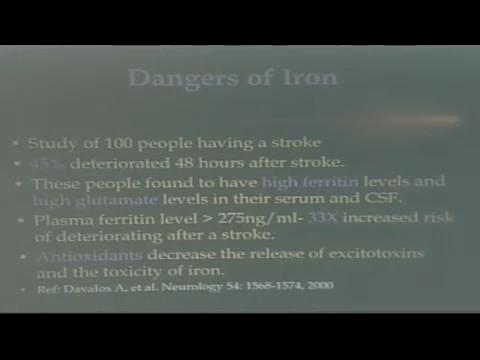 Dangers of Iron
• Study of 100 people having a stroke
• 45% deteriorated 48 hours after stroke.
• These people found to have high ferritin levels and
high glutamate levels in their serum and CSF.
• Plasma ferritin level > 275ng/ml- 33X increased risk
of deteriorating after a stroke.
• Antioxidants decrease the release of excitotoxins
and the toxicity of iron.
• Ref: Davalos A, et al. Neurology 54: 1568-1574, 2000